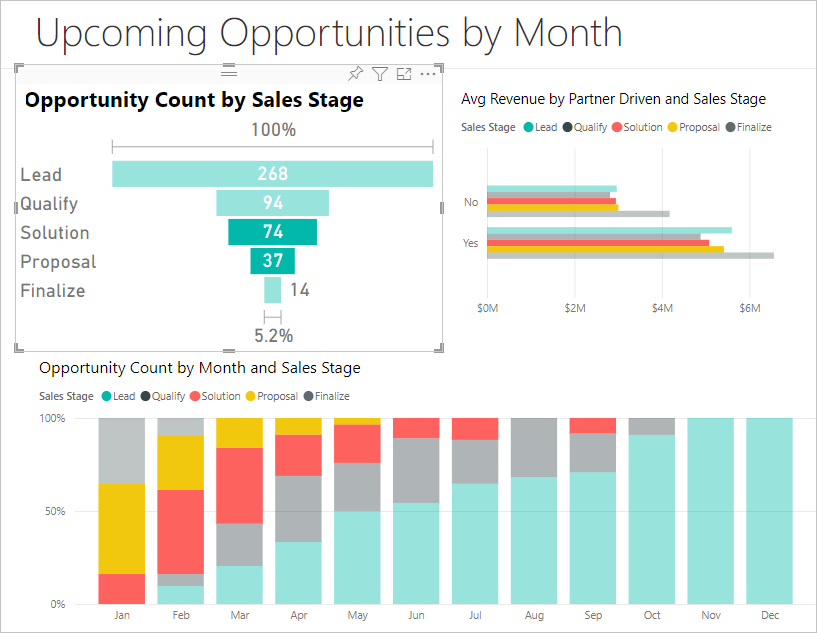 Upcoming Opportunities by Month
Opportunity Count by Sales Stage
100%
Lead 268
Qualify 94
Solution 74
Proposal 37
Finalize 14
5.2%
Avg Revenue by Partner Driven and Sales Stage
Sales Stage Lead Qualify Solution Proposal Finalize
No
Yes
$0M $2M $4M $6M
Opportunity Count by Month and Sales Stage
Sales Stage Lead Qualify Solution Proposal Finalize
100%
50%
0%
Jan Feb Mar Apr May Jun Jul Aug Sep Oct Nov Dec